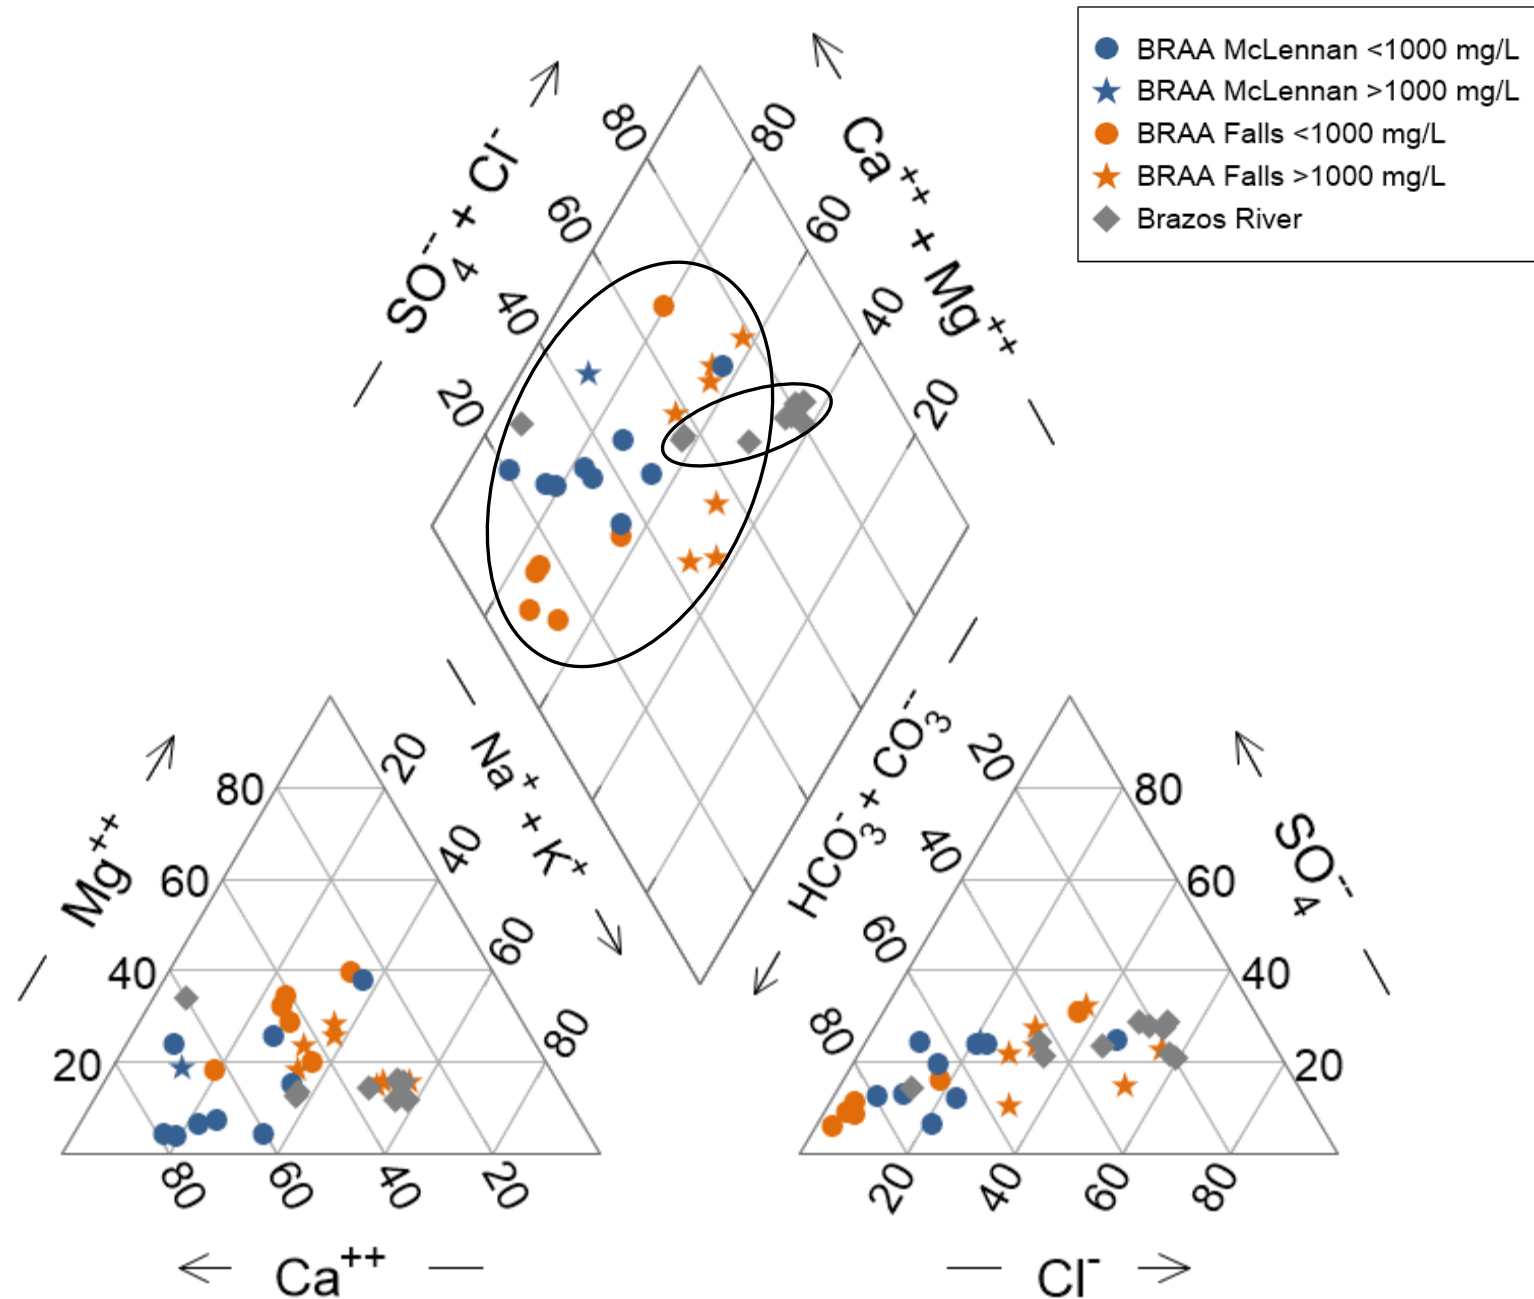 BRAA McLennan <1000 mg/L
BRAA McLennan >1000 mg/L
BRAA Falls <1000 mg/L
BRAA Falls >1000 mg/L
Brazos River
SO₄⁻⁻ + Cl⁻
Ca⁺⁺ + Mg⁺⁺
80
60
40
20
80
60
40
20
Mg⁺⁺
80
60
40
20
Na⁺ + K⁺
20
40
60
80
Ca⁺⁺
80
60
40
20
HCO₃⁻ + CO₃⁻⁻
20
40
60
80
SO₄⁻⁻
80
60
40
20
Cl⁻
20
40
60
80